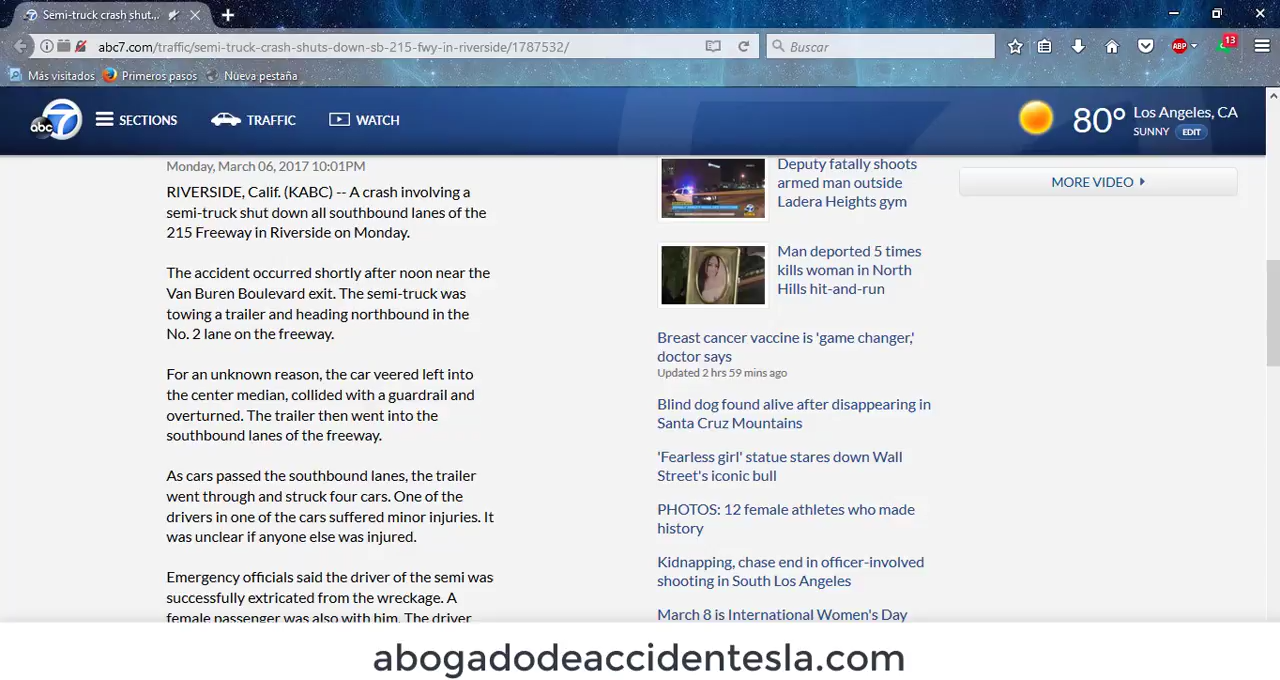 Semi-truck crash shut...
abc7.com/traffic/semi-truck-crash-shuts-down-sb-215-fwy-in-riverside/1787532/
Buscar
ABP
13
Más visitados
Primeros pasos
Nueva pestaña
abc 7
SECTIONS
TRAFFIC
WATCH
80°
Los Angeles, CA
SUNNY
EDIT
Monday, March 06, 2017 10:01PM
RIVERSIDE, Calif. (KABC) -- A crash involving a
semi-truck shut down all southbound lanes of the
215 Freeway in Riverside on Monday.
The accident occurred shortly after noon near the
Van Buren Boulevard exit. The semi-truck was
towing a trailer and heading northbound in the
No. 2 lane on the freeway.
For an unknown reason, the car veered left into
the center median, collided with a guardrail and
overturned. The trailer then went into the
southbound lanes of the freeway.
As cars passed the southbound lanes, the trailer
went through and struck four cars. One of the
drivers in one of the cars suffered minor injuries. It
was unclear if anyone else was injured.
Emergency officials said the driver of the semi was
successfully extricated from the wreckage. A
female passenger was also with him. The driver
Deputy fatally shoots
armed man outside
Ladera Heights gym
Man deported 5 times
kills woman in North
Hills hit-and-run
Breast cancer vaccine is 'game changer,'
doctor says
Updated 2 hrs 59 mins ago
Blind dog found alive after disappearing in
Santa Cruz Mountains
'Fearless girl' statue stares down Wall
Street's iconic bull
PHOTOS: 12 female athletes who made
history
Kidnapping, chase end in officer-involved
shooting in South Los Angeles
March 8 is International Women's Day
MORE VIDEO
abogadodeaccidentesla.com